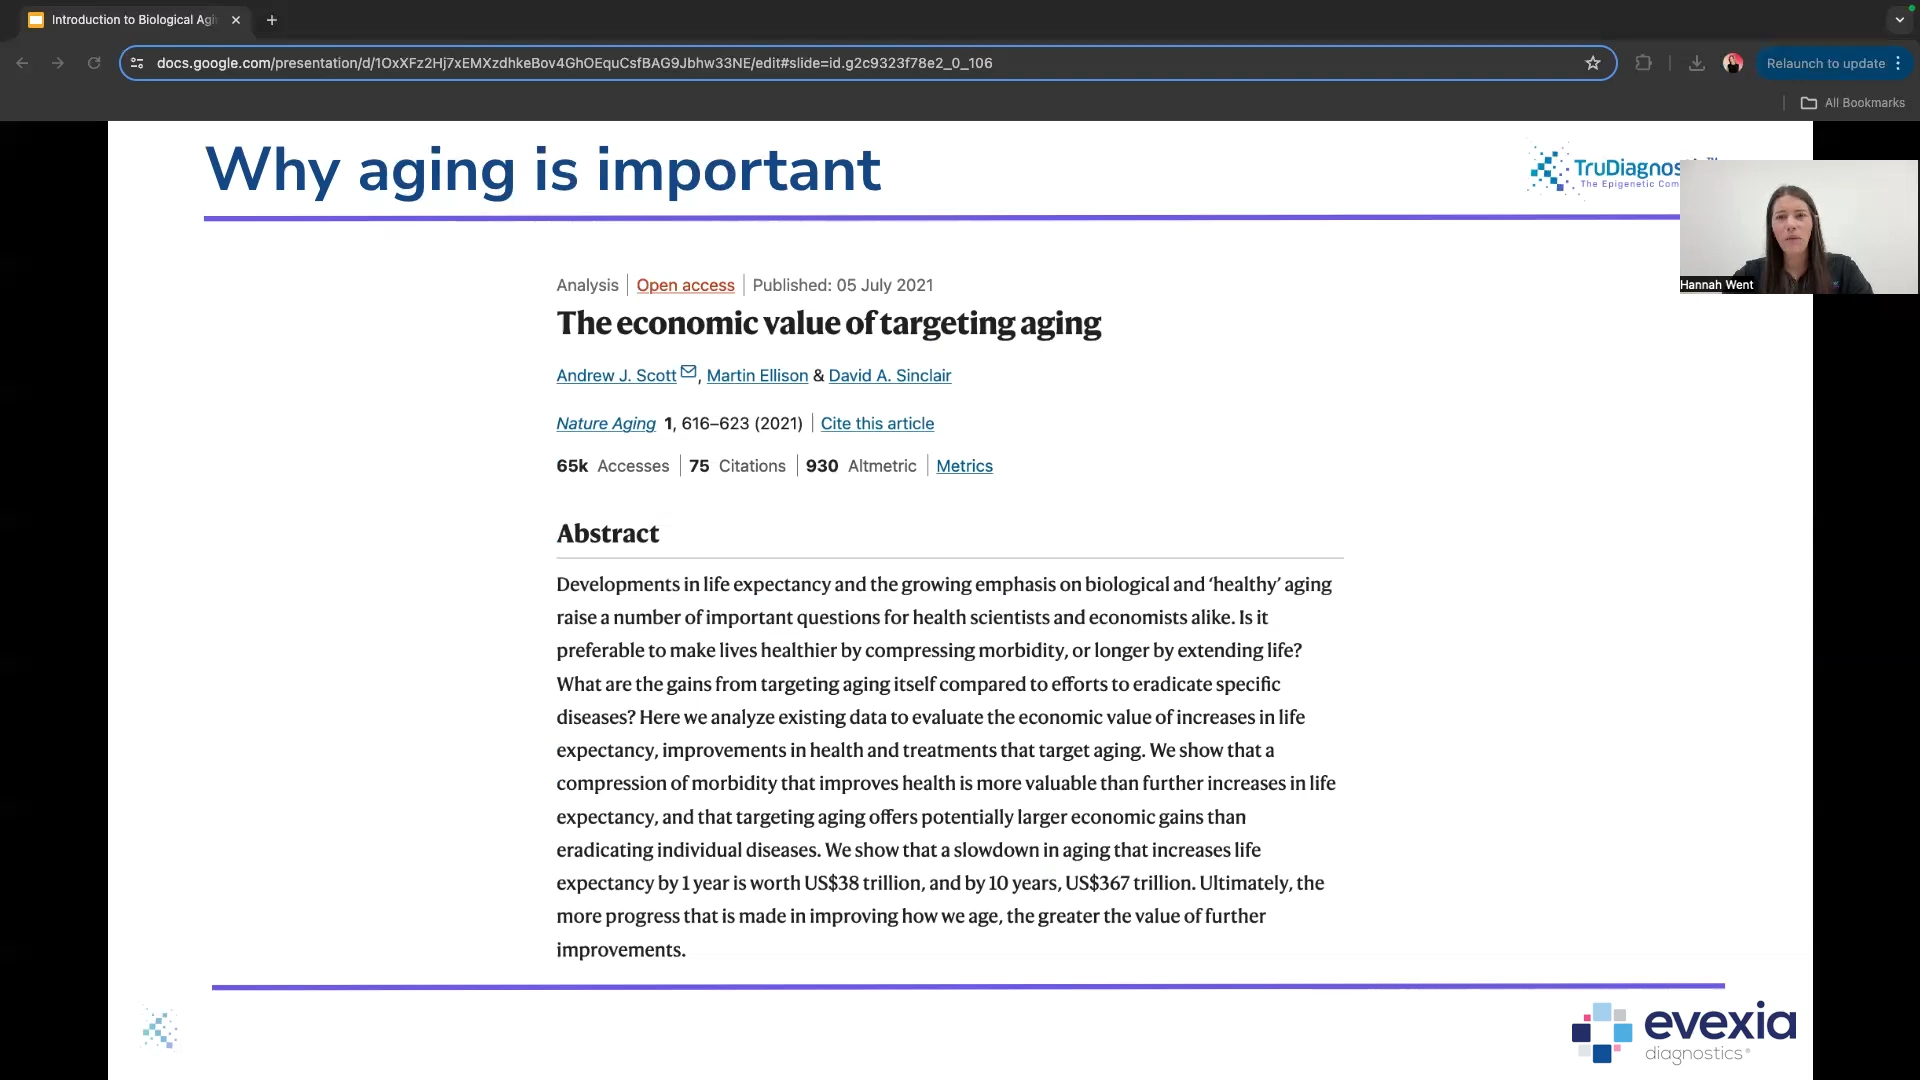 Introduction to Biological Agi
docs.google.com/presentation/d/1OxXFz2Hj7xEMXzdhkeBov4GhOEquCsfBAG9Jbhw33NE/edit#slide=id.g2c9323f78e2_0_106
Relaunch to update
All Bookmarks
Why aging is important
TruDiagnos
The Epigenetic Com
Hannah Went
Analysis | Open access | Published: 05 July 2021
The economic value of targeting aging
Andrew J. Scott, Martin Ellison & David A. Sinclair
Nature Aging 1, 616–623 (2021) | Cite this article
65k Accesses | 75 Citations | 930 Altmetric | Metrics
Abstract
Developments in life expectancy and the growing emphasis on biological and ‘healthy’ aging
raise a number of important questions for health scientists and economists alike. Is it
preferable to make lives healthier by compressing morbidity, or longer by extending life?
What are the gains from targeting aging itself compared to efforts to eradicate specific
diseases? Here we analyze existing data to evaluate the economic value of increases in life
expectancy, improvements in health and treatments that target aging. We show that a
compression of morbidity that improves health is more valuable than further increases in life
expectancy, and that targeting aging offers potentially larger economic gains than
eradicating individual diseases. We show that a slowdown in aging that increases life
expectancy by 1 year is worth US$38 trillion, and by 10 years, US$367 trillion. Ultimately, the
more progress that is made in improving how we age, the greater the value of further
improvements.
evexia
diagnostics®